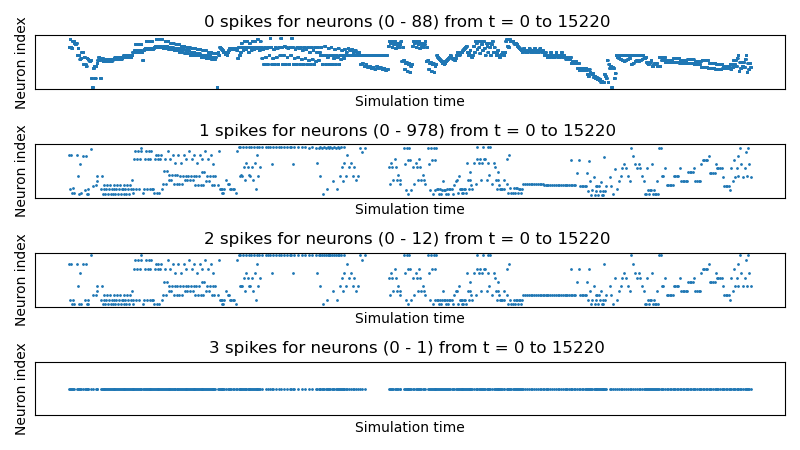 0 spikes for neurons (0 - 88) from t = 0 to 15220
Neuron index
Simulation time
1 spikes for neurons (0 - 978) from t = 0 to 15220
Neuron index
Simulation time
2 spikes for neurons (0 - 12) from t = 0 to 15220
Neuron index
Simulation time
3 spikes for neurons (0 - 1) from t = 0 to 15220
Neuron index
Simulation time